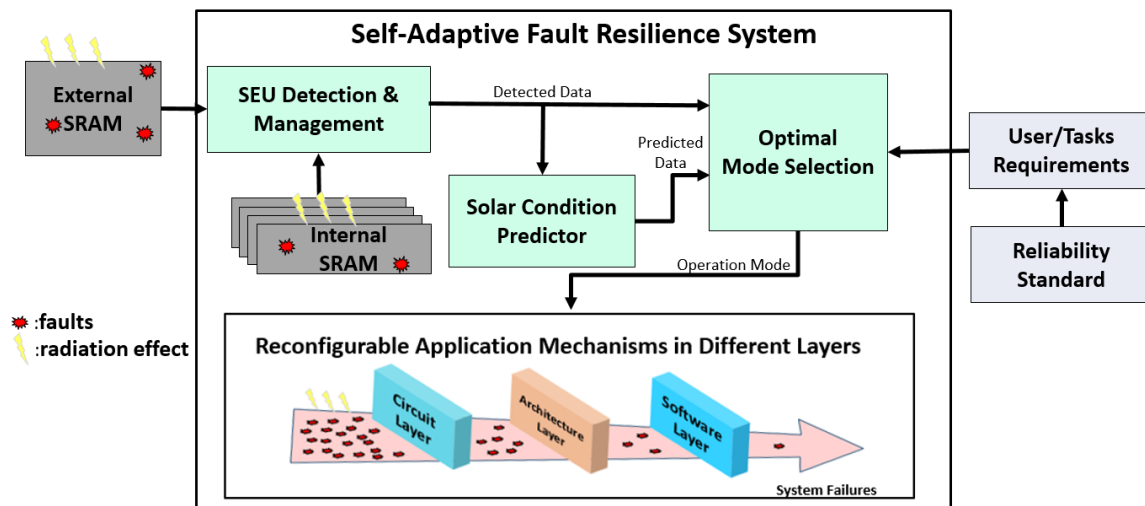 Self-Adaptive Fault Resilience System
External
SRAM
SEU Detection &
Management
Detected Data
Optimal
Mode Selection
Predicted
Data
User/Tasks
Requirements
Internal
SRAM
Solar Condition
Predictor
Reliability
Standard
Operation Mode
:faults
:radiation effect
Reconfigurable Application Mechanisms in Different Layers
Circuit
Layer
Architecture
Layer
Software
Layer
System Failures